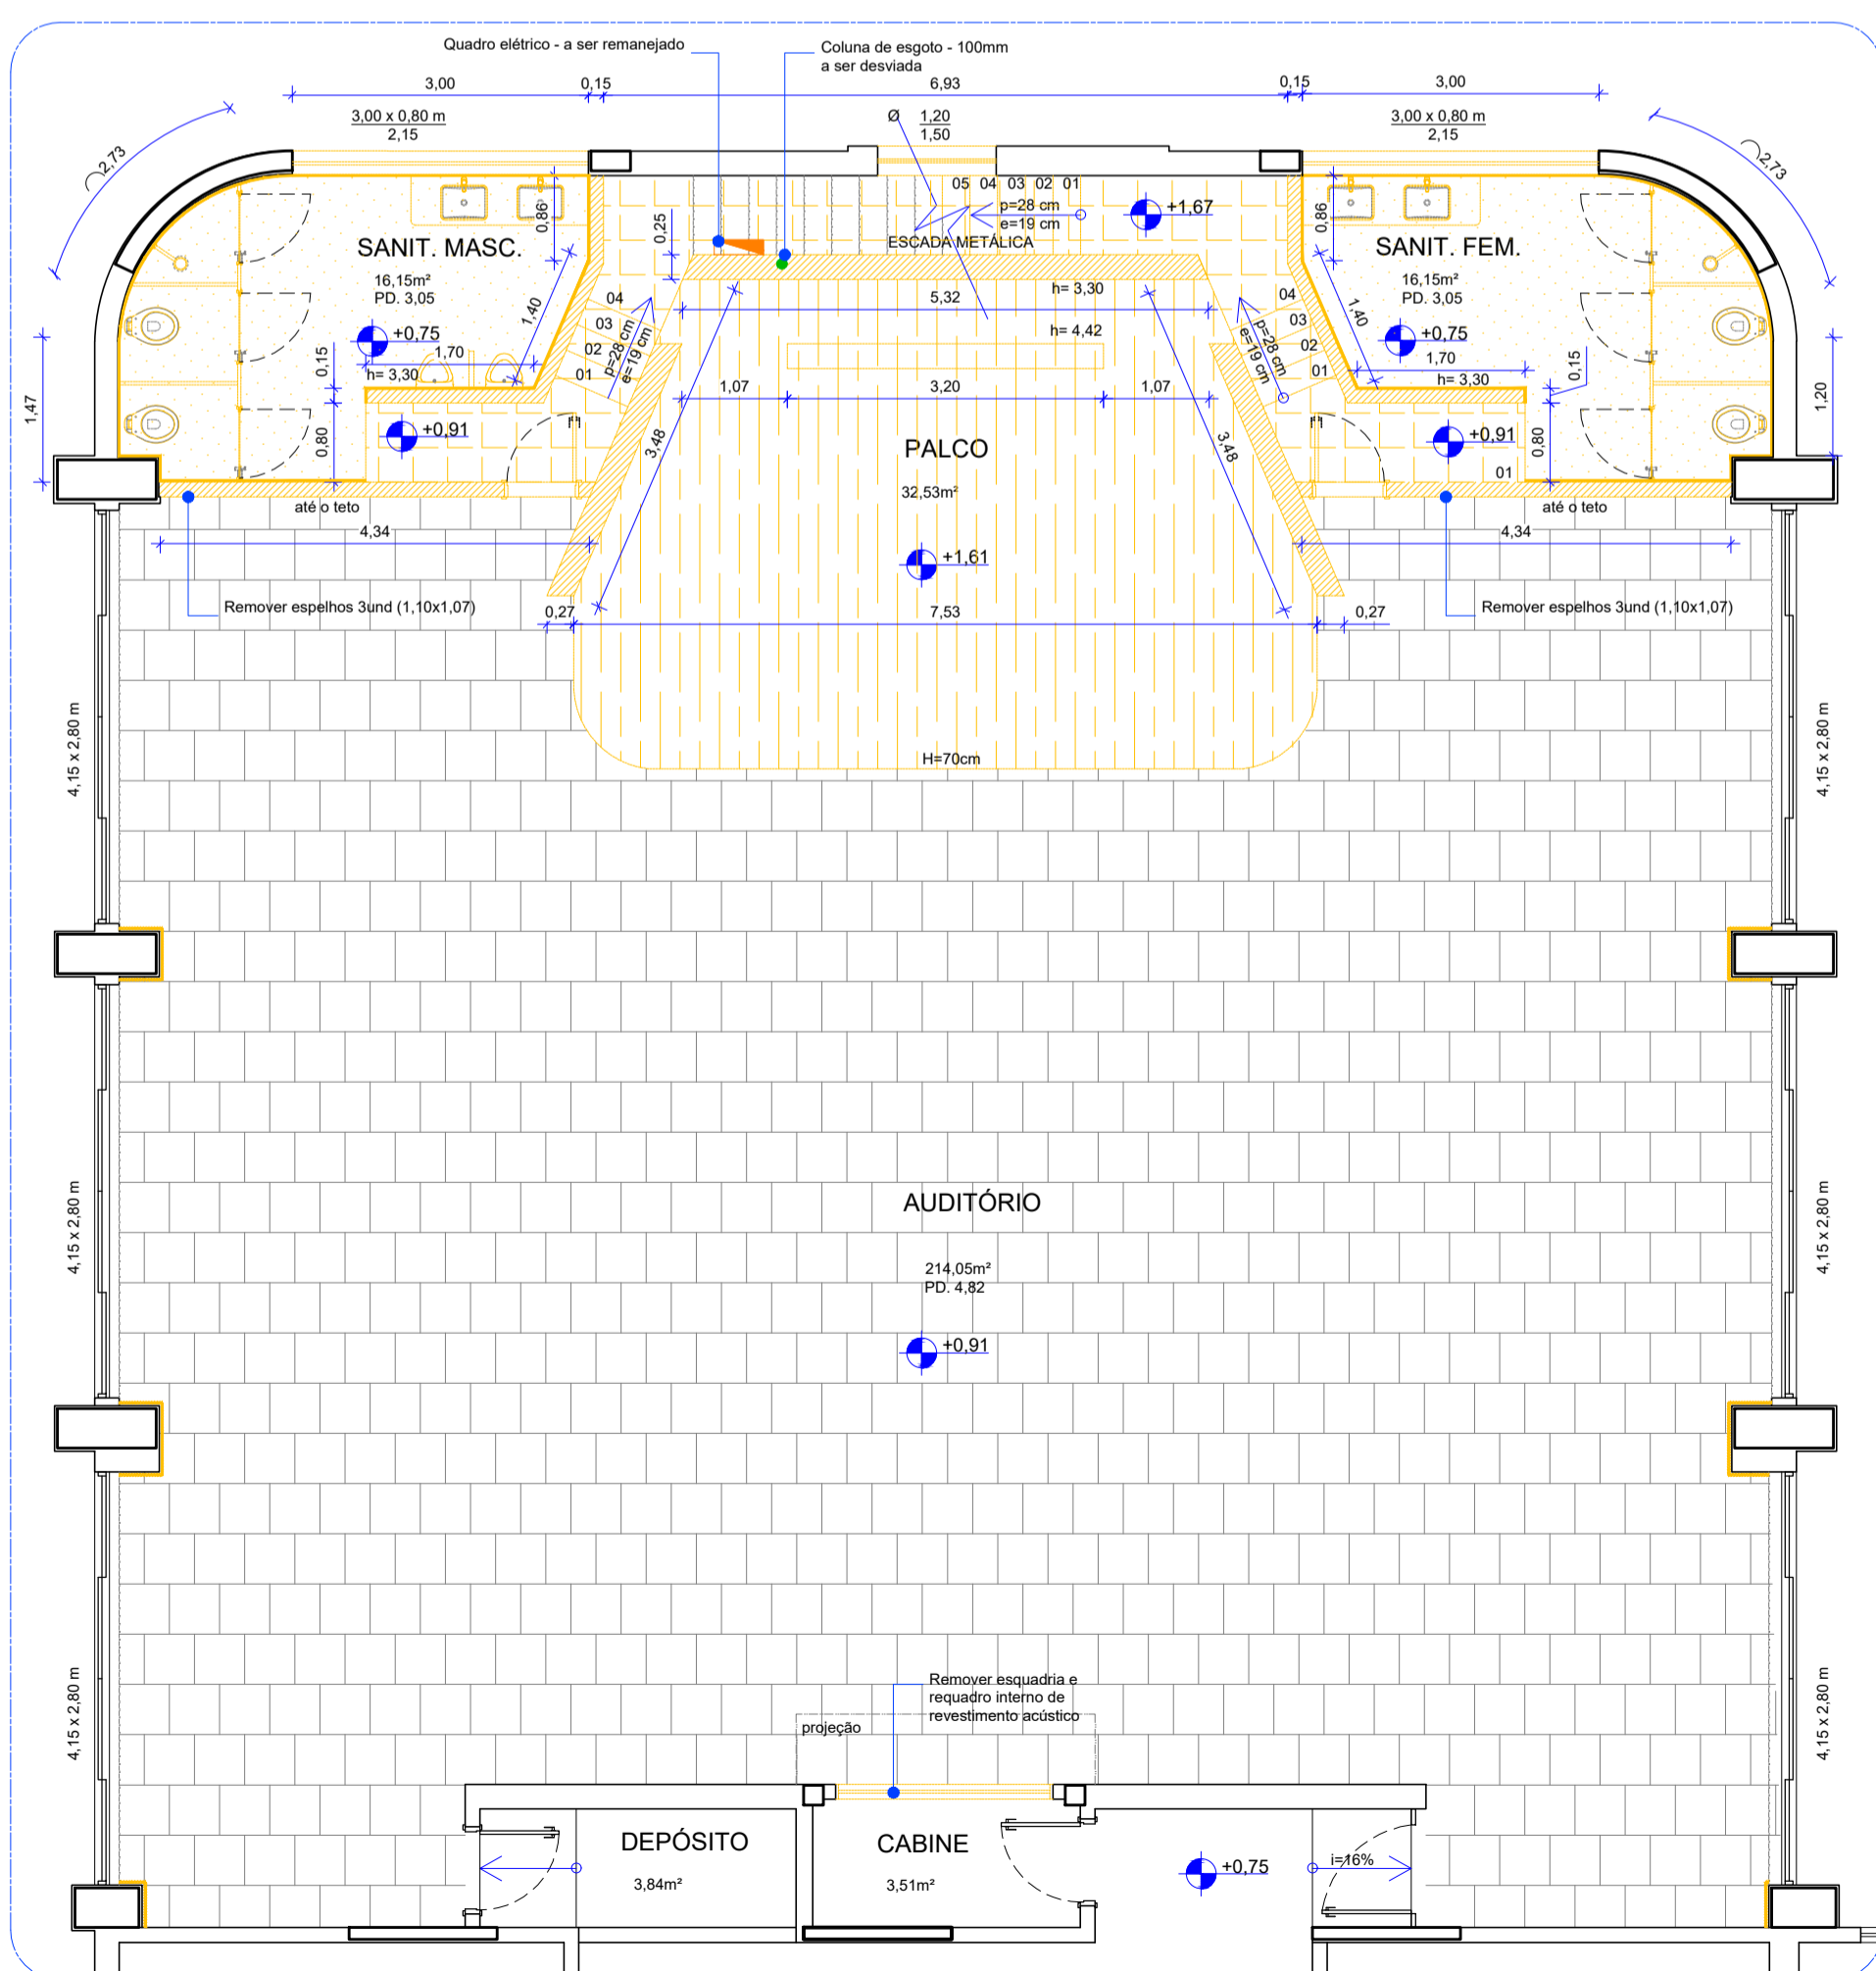 Quadro elétrico - a ser remanejado
Coluna de esgoto - 100mm
a ser desviada
3,00
0,15
6,93
0,15
3,00
3,00 x 0,80 m
2,15
Ø
1,20
1,50
3,00 x 0,80 m
2,15
2,73
2,73
05
04
03
02
01
p=28 cm
e=19 cm
ESCADA METÁLICA
+1,67
0,86
0,25
0,86
SANIT. MASC.
16,15m²
PD. 3,05
+0,75
SANIT. FEM.
16,15m²
PD. 3,05
+0,75
1,40
04
03
02
01
p=28 cm
e=19 cm
5,32
h= 3,30
h= 4,42
04
03
02
01
p=28 cm
e=19 cm
1,40
0,15
1,70
h= 3,30
1,70
h= 3,30
0,15
1,47
1,20
0,80
+0,91
1,07
3,20
1,07
3,48
3,48
+0,91
0,80
01
PALCO
32,53m²
+1,61
até o teto
4,34
até o teto
4,34
Remover espelhos 3und (1,10x1,07)
0,27
7,53
0,27
Remover espelhos 3und (1,10x1,07)
H=70cm
4,15 x 2,80 m
4,15 x 2,80 m
AUDITÓRIO
214,05m²
PD. 4,82
+0,91
4,15 x 2,80 m
4,15 x 2,80 m
Remover esquadria e
requadro interno de
revestimento acústico
projeção
4,15 x 2,80 m
4,15 x 2,80 m
DEPÓSITO
3,84m²
CABINE
3,51m²
+0,75
i=16%